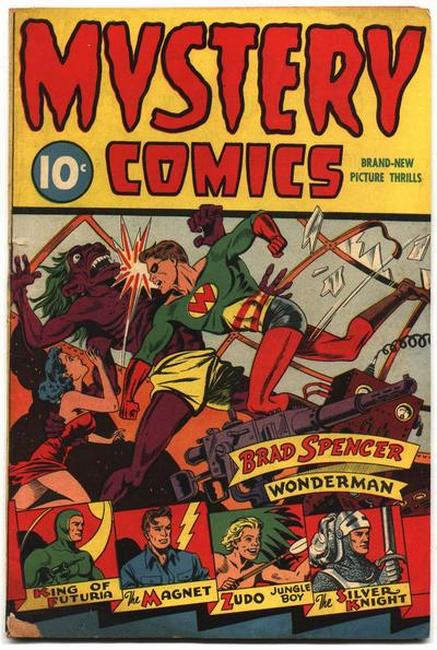 MYSTERY
COMICS
10¢
BRAND-NEW
PICTURE THRILLS
W
BRAD SPENCER
WONDERMAN
KING OF
FUTURIA
The MAGNET
ZUDO JUNGLE
BOY
The SILVER
KNIGHT